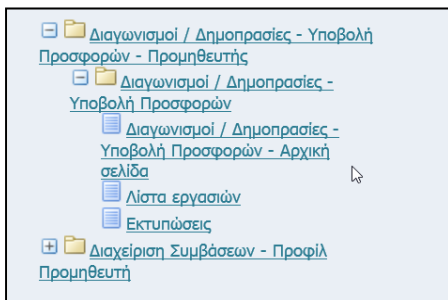 Διαγωνισμοί / Δημοπρασίες - Υποβολή
Προσφορών - Προμηθευτής
Διαγωνισμοί / Δημοπρασίες -
Υποβολή Προσφορών
Διαγωνισμοί / Δημοπρασίες -
Υποβολή Προσφορών - Αρχική
σελίδα
Λίστα εργασιών
Εκτυπώσεις
Διαχείριση Συμβάσεων - Προφίλ
Προμηθευτή